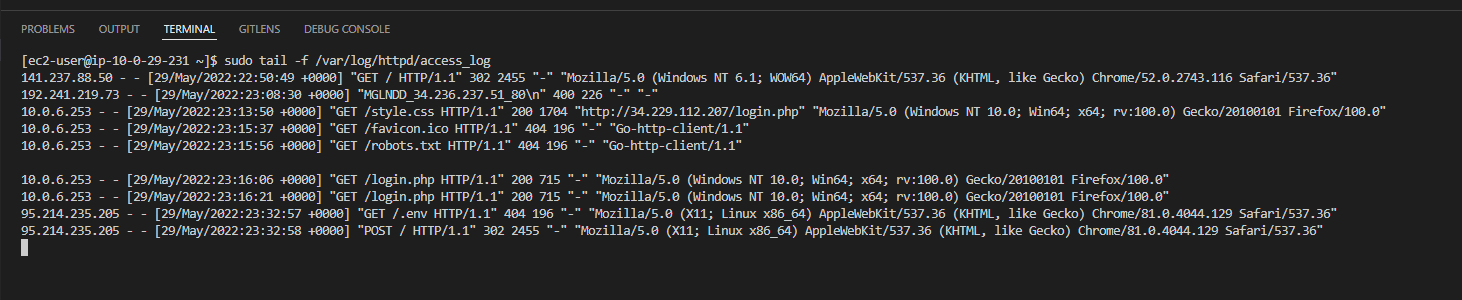 PROBLEMS OUTPUT TERMINAL GITLENS DEBUG CONSOLE
[ec2-user@ip-10-0-29-231 ~]$ sudo tail -f /var/log/httpd/access_log
141.237.88.50 - - [29/May/2022:22:50:49 +0000] "GET / HTTP/1.1" 302 2455 "-" "Mozilla/5.0 (Windows NT 6.1; WOW64) AppleWebKit/537.36 (KHTML, like Gecko) Chrome/52.0.2743.116 Safari/537.36"
192.241.219.73 - - [29/May/2022:23:08:30 +0000] "MGLNDD_34.236.237.51_80\n" 400 226 "-" "-"
10.0.6.253 - - [29/May/2022:23:13:50 +0000] "GET /style.css HTTP/1.1" 200 1704 "http://34.229.112.207/login.php" "Mozilla/5.0 (Windows NT 10.0; Win64; x64; rv:100.0) Gecko/20100101 Firefox/100.0"
10.0.6.253 - - [29/May/2022:23:15:37 +0000] "GET /favicon.ico HTTP/1.1" 404 196 "-" "Go-http-client/1.1"
10.0.6.253 - - [29/May/2022:23:15:56 +0000] "GET /robots.txt HTTP/1.1" 404 196 "-" "Go-http-client/1.1"
10.0.6.253 - - [29/May/2022:23:16:06 +0000] "GET /login.php HTTP/1.1" 200 715 "-" "Mozilla/5.0 (Windows NT 10.0; Win64; x64; rv:100.0) Gecko/20100101 Firefox/100.0"
10.0.6.253 - - [29/May/2022:23:16:21 +0000] "GET /login.php HTTP/1.1" 200 715 "-" "Mozilla/5.0 (Windows NT 10.0; Win64; x64; rv:100.0) Gecko/20100101 Firefox/100.0"
95.214.235.205 - - [29/May/2022:23:32:57 +0000] "GET /.env HTTP/1.1" 404 196 "-" "Mozilla/5.0 (X11; Linux x86_64) AppleWebKit/537.36 (KHTML, like Gecko) Chrome/81.0.4044.129 Safari/537.36"
95.214.235.205 - - [29/May/2022:23:32:58 +0000] "POST / HTTP/1.1" 302 2455 "-" "Mozilla/5.0 (X11; Linux x86_64) AppleWebKit/537.36 (KHTML, like Gecko) Chrome/81.0.4044.129 Safari/537.36"